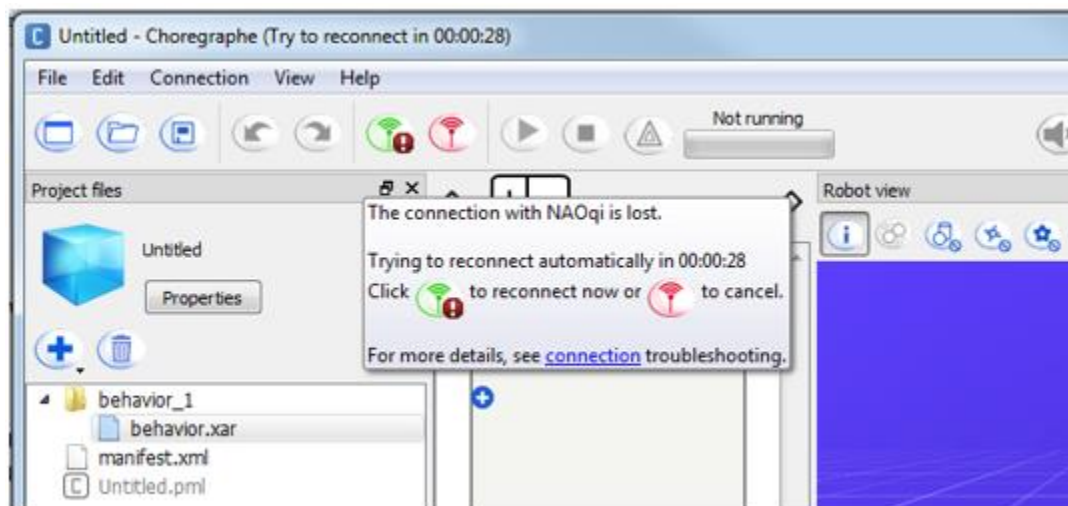 Untitled - Choregraphe (Try to reconnect in 00:00:28)
File Edit Connection View Help
Not running
Project files
Robot view
The connection with NAOqi is lost.
Untitled
Trying to reconnect automatically in 00:00:28
Properties
Click to reconnect now or to cancel.
For more details, see connection troubleshooting.
behavior_1
behavior.xar
manifest.xml
Untitled.pml